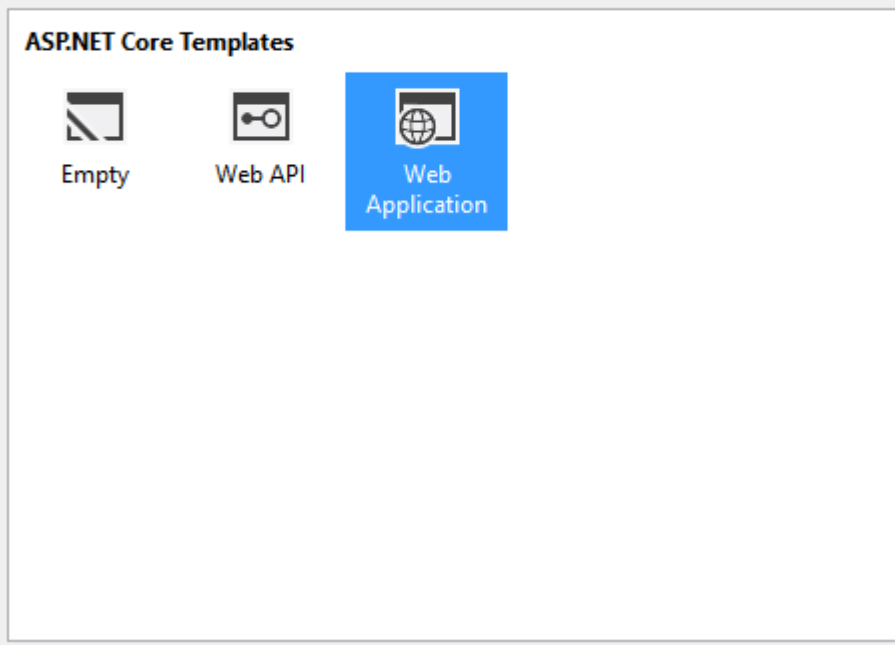 ASP.NET Core Templates
Empty
Web API
Web
Application